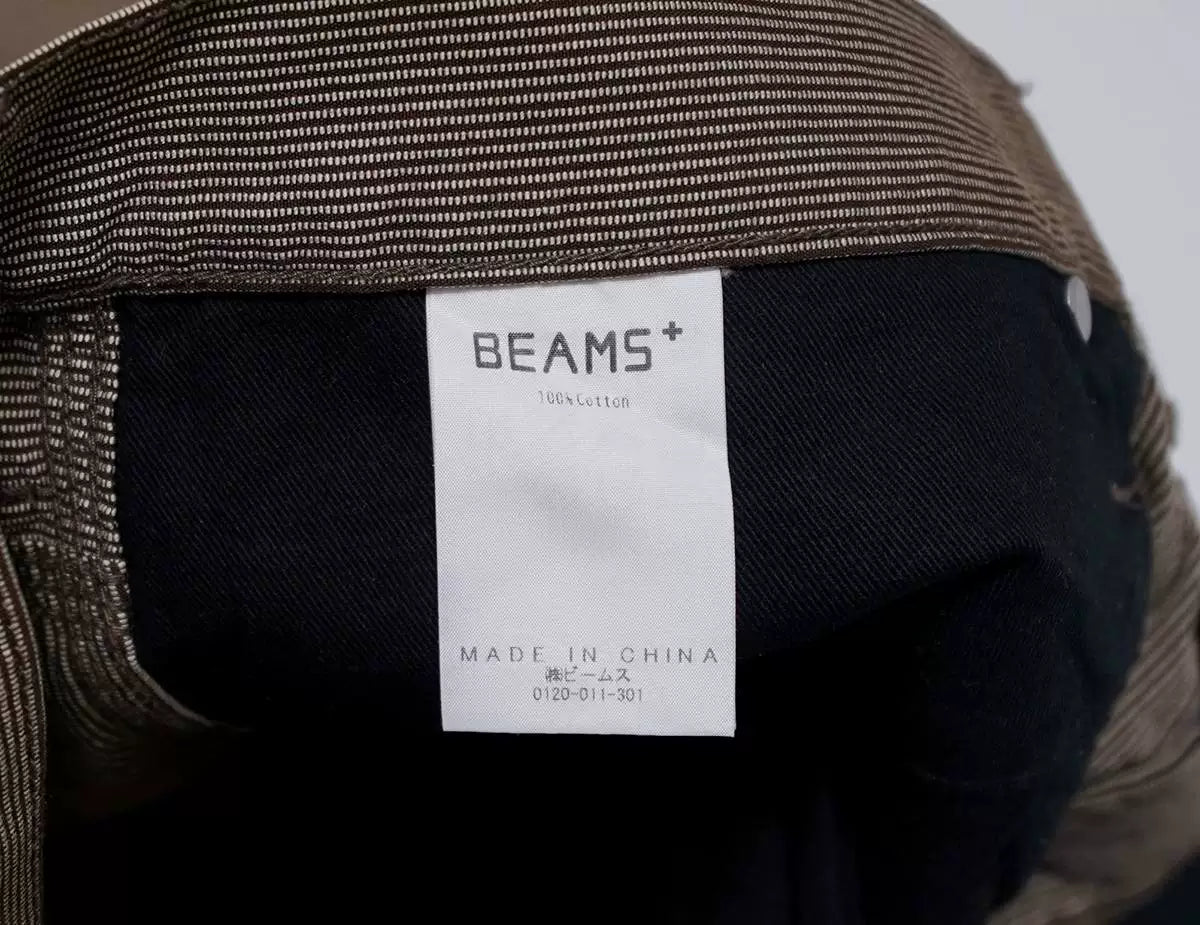 BEAMS+
100% Cotton
MADE IN CHINA
㈱ビームス
0120-011-301